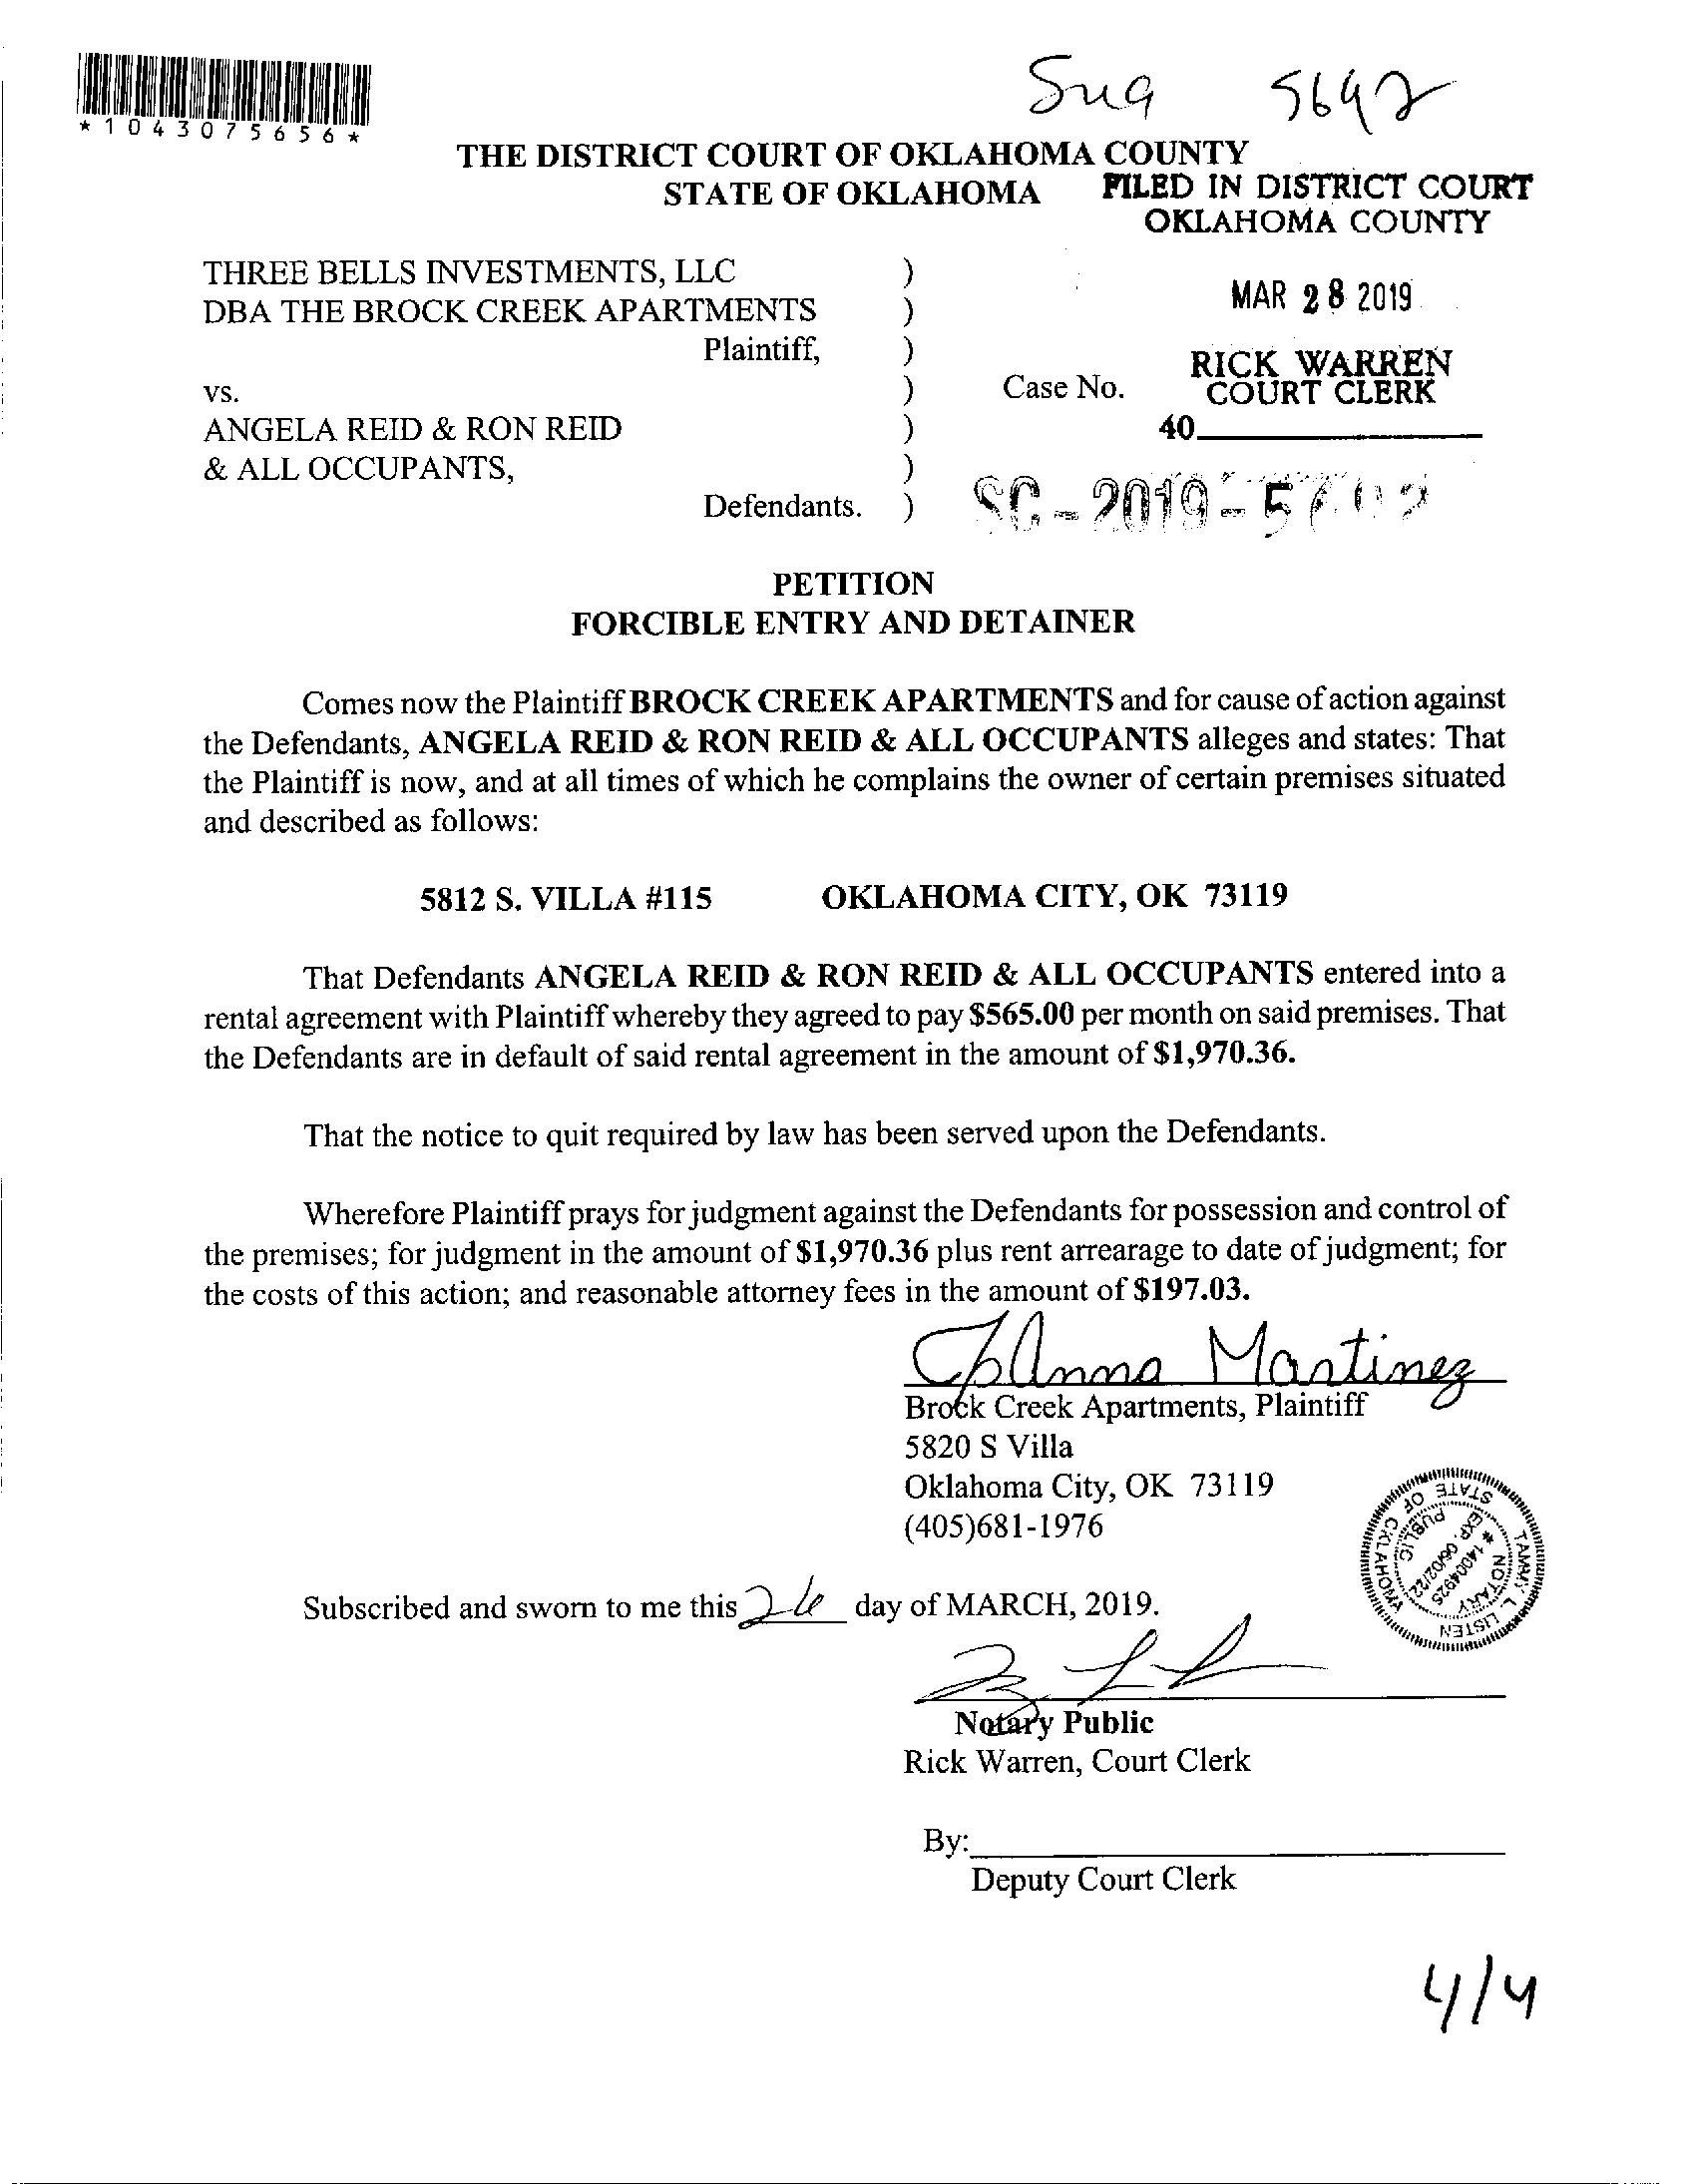 *1043075656*
5692
THE DISTRICT COURT OF OKLAHOMA COUNTY
STATE OF OKLAHOMA
FILED IN DISTRICT COURT
OKLAHOMA COUNTY
THREE BELLS INVESTMENTS, LLC )
DBA THE BROCK CREEK APARTMENTS )
MAR 28 2019
Plaintiff, )
RICK WARREN
vs. ) Case No. COURT CLERK
ANGELA REID & RON REID ) 40
& ALL OCCUPANTS, )
Defendants. ) SC-2019-
PETITION
FORCIBLE ENTRY AND DETAINER
Comes now the Plaintiff BROCK CREEK APARTMENTS and for cause of action against
the Defendants, ANGELA REID & RON REID & ALL OCCUPANTS alleges and states: That
the Plaintiff is now, and at all times of which he complains the owner of certain premises situated
and described as follows:
5812 S. VILLA #115 OKLAHOMA CITY, OK 73119
That Defendants ANGELA REID & RON REID & ALL OCCUPANTS entered into a
rental agreement with Plaintiff whereby they agreed to pay $565.00 per month on said premises. That
the Defendants are in default of said rental agreement in the amount of $1,970.36.
That the notice to quit required by law has been served upon the Defendants.
Wherefore Plaintiff prays for judgment against the Defendants for possession and control of
the premises; for judgment in the amount of $1,970.36 plus rent arrearage to date of judgment; for
the costs of this action; and reasonable attorney fees in the amount of $197.03.
Martinez
Brock Creek Apartments, Plaintiff
5820 S Villa
Oklahoma City, OK 73119
(405)681-1976
TAMMY L. LISTEN
STATE OF OKLAHOMA
NOTARY PUBLIC
# 14004925
EXP. 06/02/22
Subscribed and sworn to me this 26 day of MARCH, 2019.
Notary Public
Rick Warren, Court Clerk
By:
Deputy Court Clerk
4/4